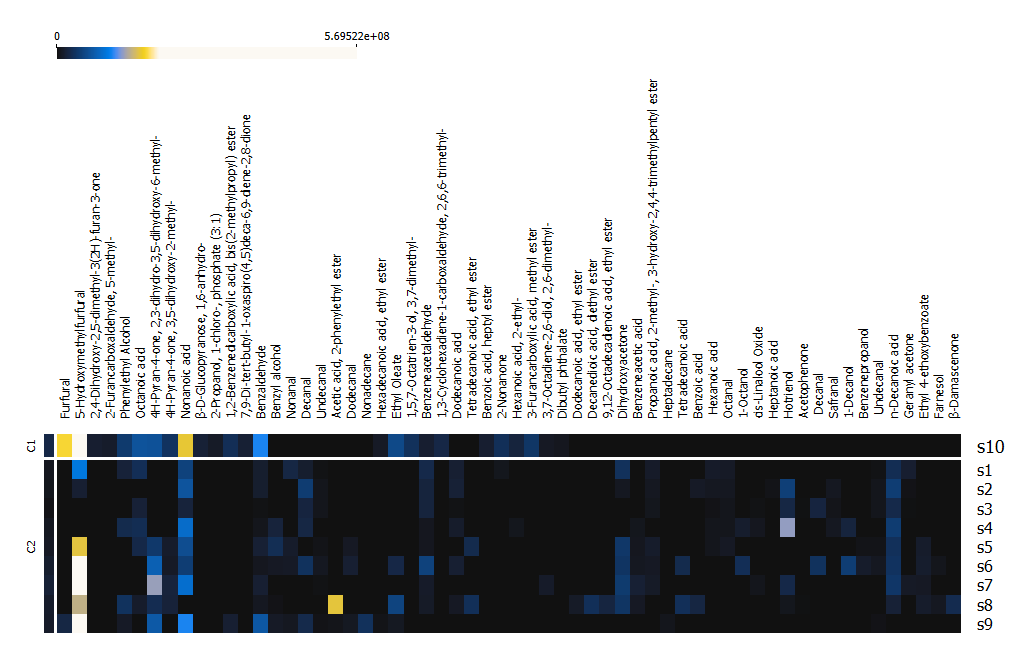 0
5.69522e+08
Furfural
5-Hydroxymethylfurfural
2,4-Dihydroxy-2,5-dimethyl-3(2H)-furan-3-one
2-Furancarboxaldehyde, 5-methyl-
Phenylethyl Alcohol
Octanoic acid
4H-Pyran-4-one, 2,3-dihydro-3,5-dihydroxy-6-methyl-
4H-Pyran-4-one, 3,5-dihydroxy-2-methyl-
Nonanoic acid
β-D-Glucopyranose, 1,6-anhydro-
2-Propanol, 1-chloro-, phosphate (3:1)
1,2-Benzenedicarboxylic acid, bis(2-methylpropyl) ester
7,9-Di-tert-butyl-1-oxaspiro(4,5)deca-6,9-diene-2,8-dione
Benzaldehyde
Benzyl alcohol
Nonanal
Decanal
Undecanal
Acetic acid, 2-phenylethyl ester
Dodecanal
Nonadecane
Hexadecanoic acid, ethyl ester
Ethyl Oleate
1,5,7-Octatrien-3-ol, 3,7-dimethyl-
Benzeneacetaldehyde
1,3-Cyclohexadiene-1-carboxaldehyde, 2,6,6-trimethyl-
Dodecanoic acid
Tetradecanoic acid, ethyl ester
Benzoic acid, heptyl ester
2-Nonanone
Hexanoic acid, 2-ethyl-
3-Furancarboxylic acid, methyl ester
3,7-Octadiene-2,6-diol, 2,6-dimethyl-
Dibutyl phthalate
Dodecanoic acid, ethyl ester
Decanedioic acid, diethyl ester
9,12-Octadecadienoic acid, ethyl ester
Dihydroxyacetone
Benzeneacetic acid
Propanoic acid, 2-methyl-, 3-hydroxy-2,4,4-trimethylpentyl ester
Heptadecane
Tetradecanoic acid
Benzoic acid
Hexanoic acid
Octanal
1-Octanol
cis-Linalool Oxide
Heptanoic acid
Hotrienol
Acetophenone
Decanal
Safranal
1-Decanol
Benzenepropanol
Undecanal
n-Decanoic acid
Geranyl acetone
Ethyl 4-ethoxybenzoate
Farnesol
β-Damascenone
C1
s10
C2
s1
s2
s3
s4
s5
s6
s7
s8
s9